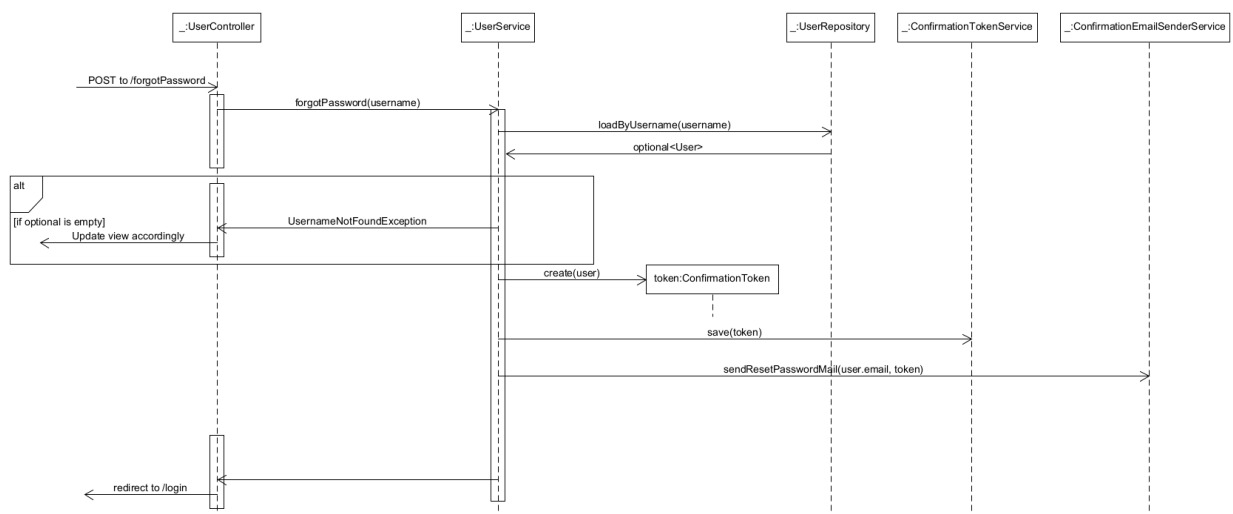 _:UserController
_:UserService
_:UserRepository
_:ConfirmationTokenService
_:ConfirmationEmailSenderService
POST to /forgotPassword
forgotPassword(username)
loadByUsername(username)
optional<User>
alt
[if optional is empty]
UsernameNotFoundException
Update view accordingly
create(user)
token:ConfirmationToken
save(token)
sendResetPasswordMail(user.email, token)
redirect to /login